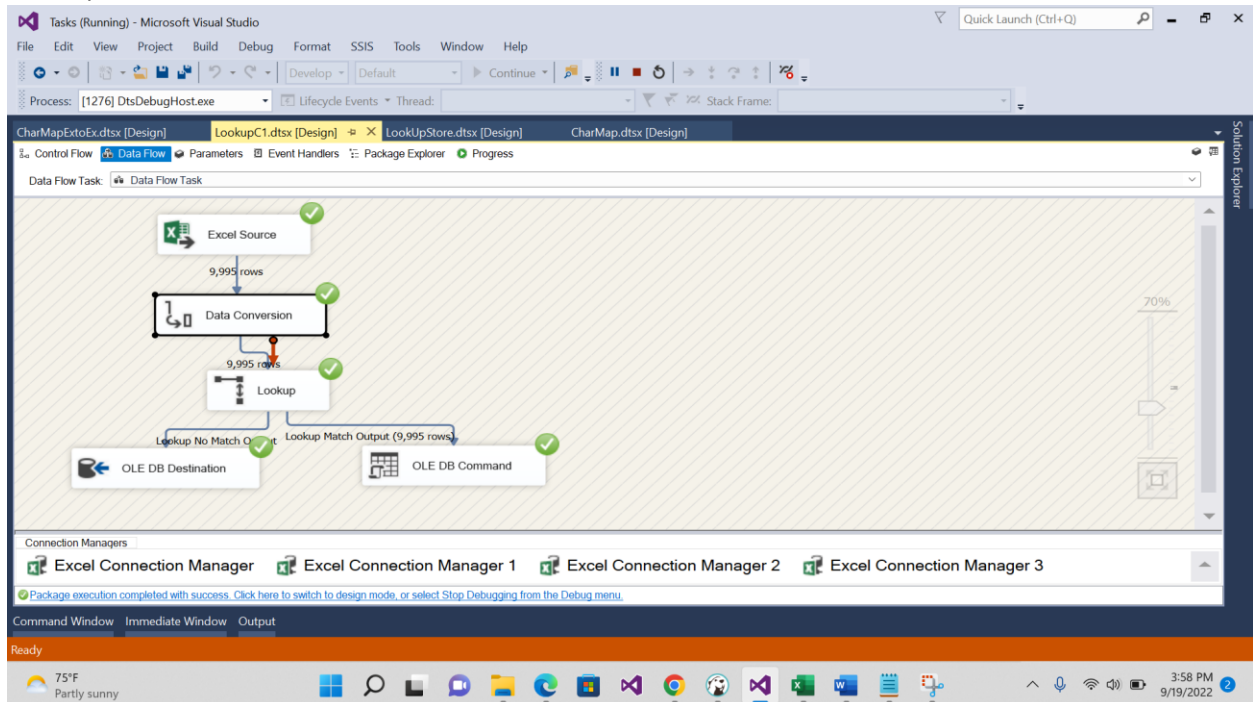 Tasks (Running) - Microsoft Visual Studio
Quick Launch (Ctrl+Q)
File Edit View Project Build Debug Format SSIS Tools Window Help
Develop Default Continue
Process: [1276] DtsDebugHost.exe Lifecycle Events Thread: Stack Frame:
CharMapExtoEx.dtsx [Design] LookupC1.dtsx [Design] LookUpStore.dtsx [Design] CharMap.dtsx [Design]
Solution Explorer
Control Flow Data Flow Parameters Event Handlers Package Explorer Progress
Data Flow Task: Data Flow Task
Excel Source
9,995 rows
70%
Data Conversion
9,995 rows
Lookup
Lookup No Match Lookup Match Output (9,995 rows)
OLE DB Destination
OLE DB Command
Connection Managers
Excel Connection Manager Excel Connection Manager 1 Excel Connection Manager 2 Excel Connection Manager 3
Package execution completed with success. Click here to switch to design mode, or select Stop Debugging from the Debug menu.
Command Window Immediate Window Output
Ready
75°F
Partly sunny
3:58 PM
9/19/2022
2